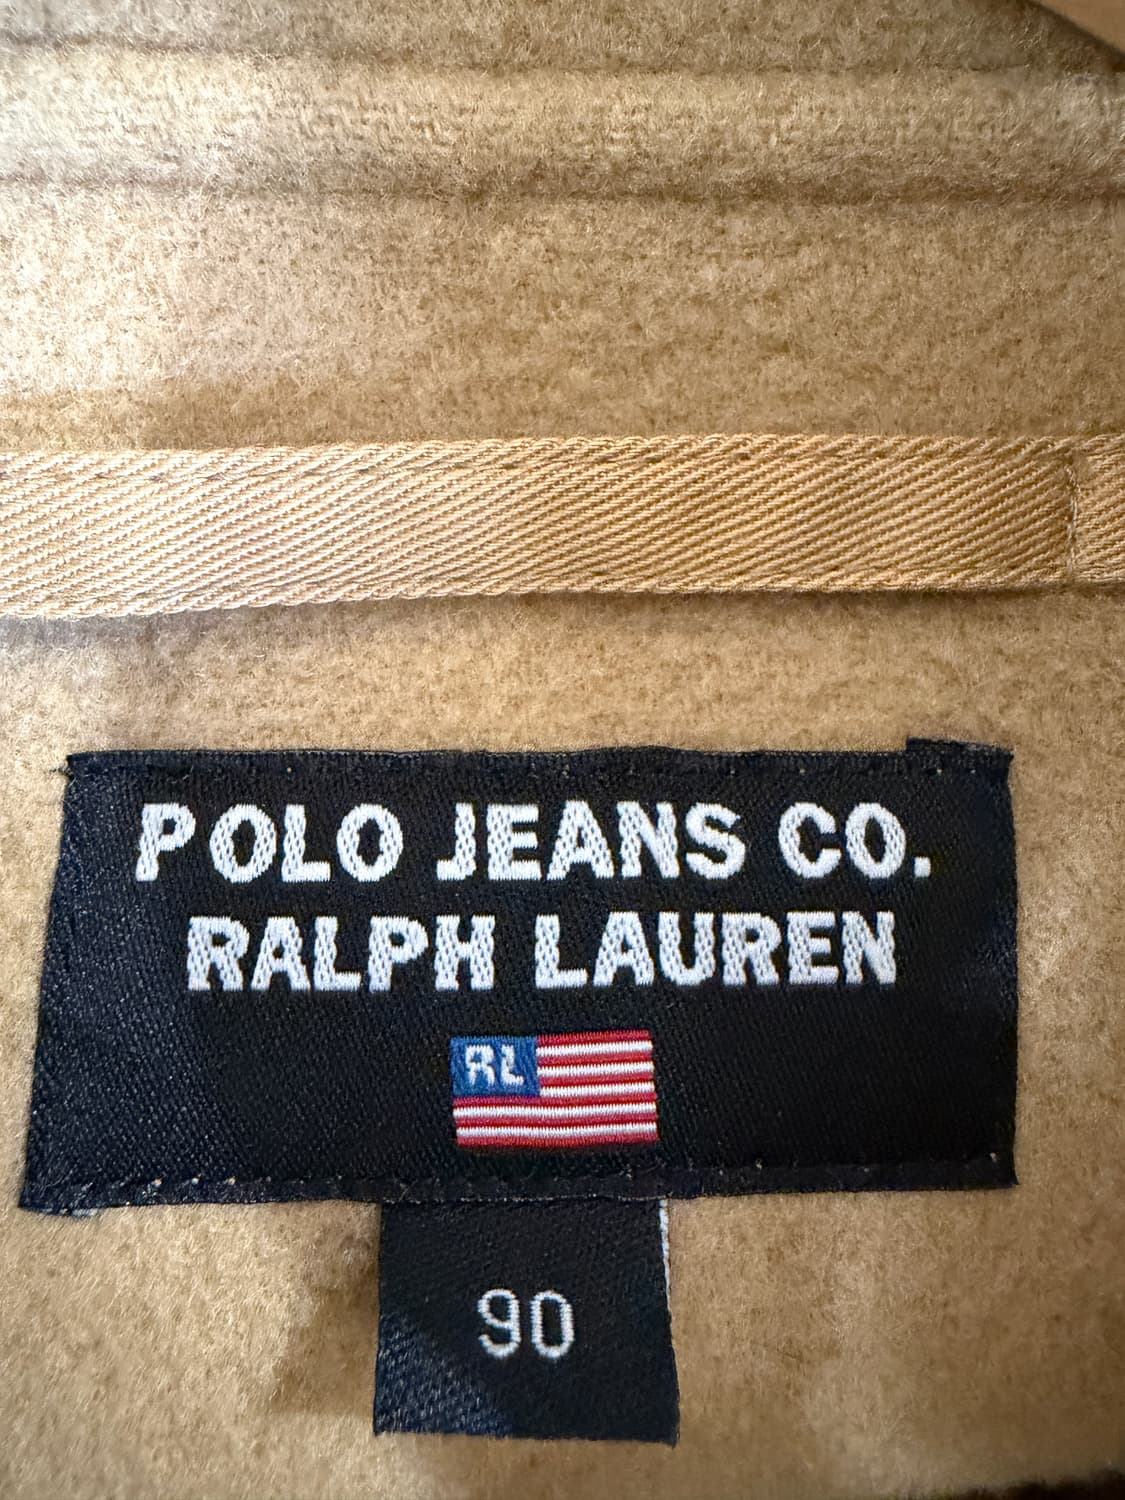 POLO JEANS CO.
RALPH LAUREN
RL
90